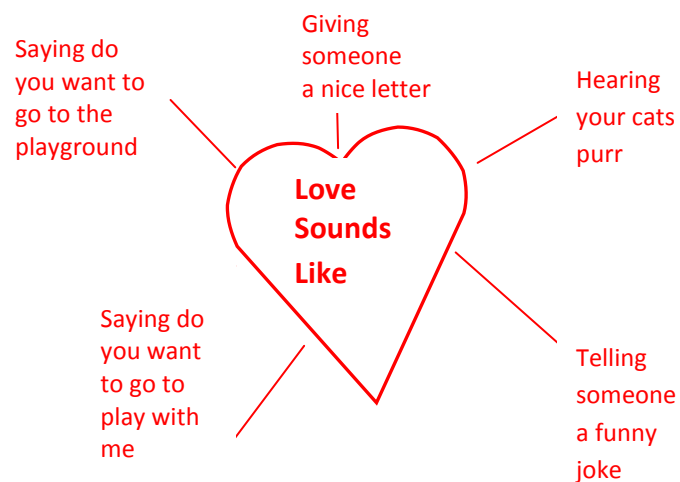 Saying do
you want to
go to the
playground
Giving
someone
a nice letter
Hearing
your cats
purr
Love
Sounds
Like
Saying do
you want
to go to
play with
me
Telling
someone
a funny
joke